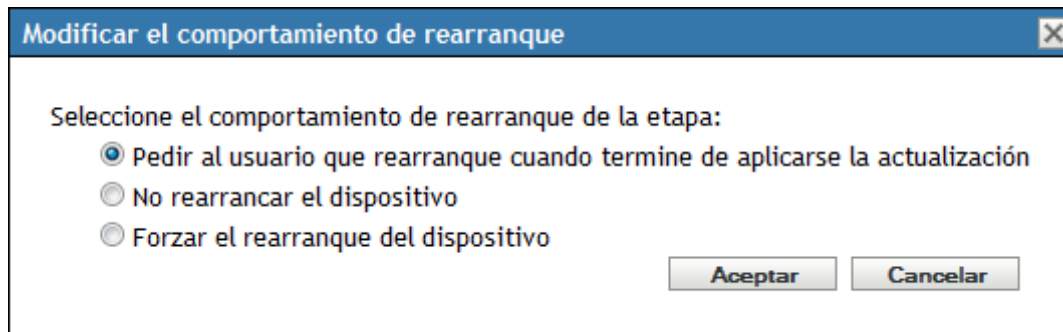 Modificar el comportamiento de rearranque
Seleccione el comportamiento de rearranque de la etapa:
Pedir al usuario que rearranque cuando termine de aplicarse la actualización
No rearrancar el dispositivo
Forzar el rearranque del dispositivo
Aceptar Cancelar